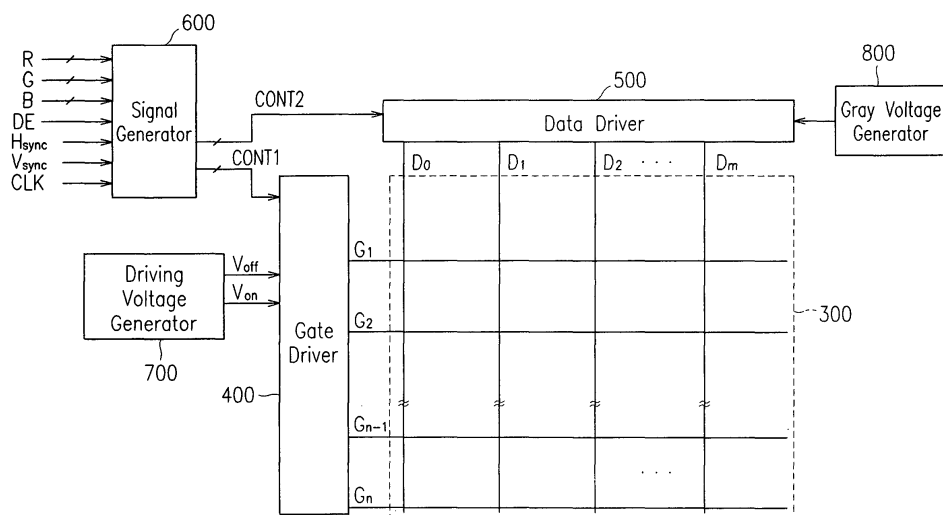 600
800
R
G
B
DE
Hsync
Vsync
CLK
Signal
Generator
CONT2
CONT1
500
Data Driver
Gray Voltage
Generator
D0
D1
D2
· · · ·
Dm
Driving
Voltage
Generator
Voff
Von
700
Gate
Driver
400
G1
G2
300
Gn-1
· · ·
Gn